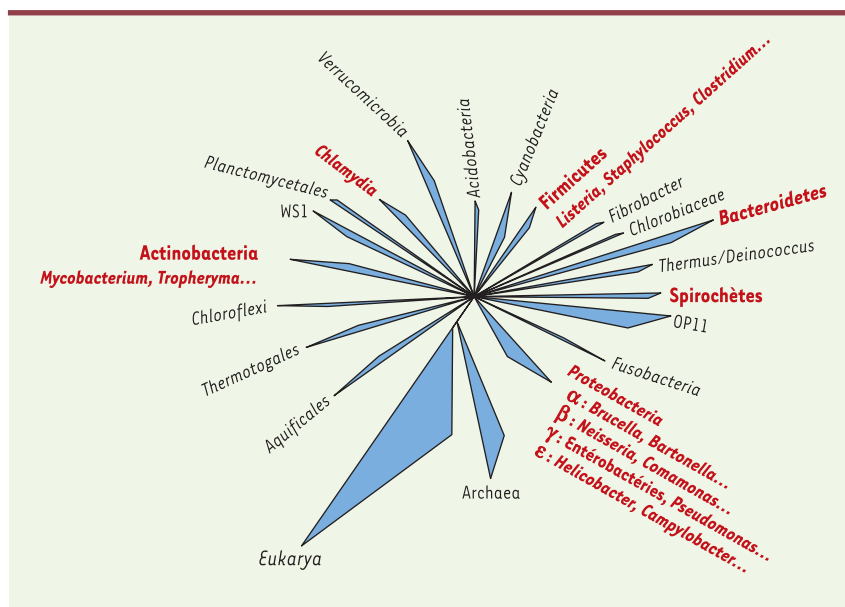 Verrucomicrobia
Acidobacteria
Cyanobacteria
Firmicutes
Listeria, Staphylococcus, Clostridium...
Chlamydia
Planctomycetales
WS1
Fibrobacter
Chlorobiaceae
Bacteroidetes
Actinobacteria
Mycobacterium, Tropheryma...
Thermus/Deinococcus
Spirochètes
Chloroflexi
OP11
Thermotogales
Fusobacteria
Aquificales
Proteobacteria
α : Brucella, Bartonella...
β : Neisseria, Comamonas...
γ : Entérobactéries, Pseudomonas...
ε : Helicobacter, Campylobacter...
Archaea
Eukarya